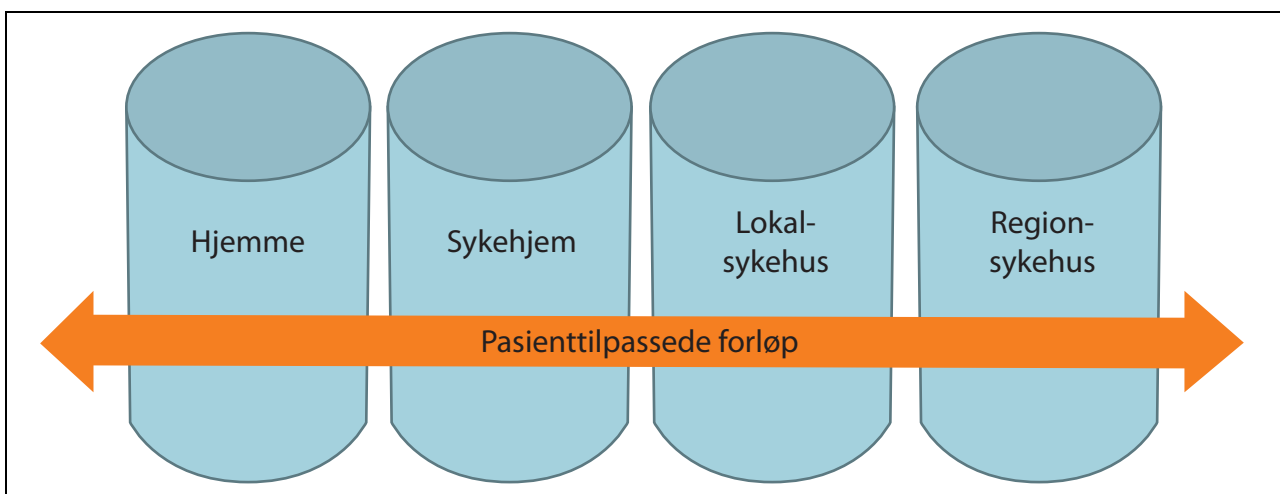 Hjemme
Sykehjem
Lokal-
sykehus
Region-
sykehus
Pasienttilpassede forløp